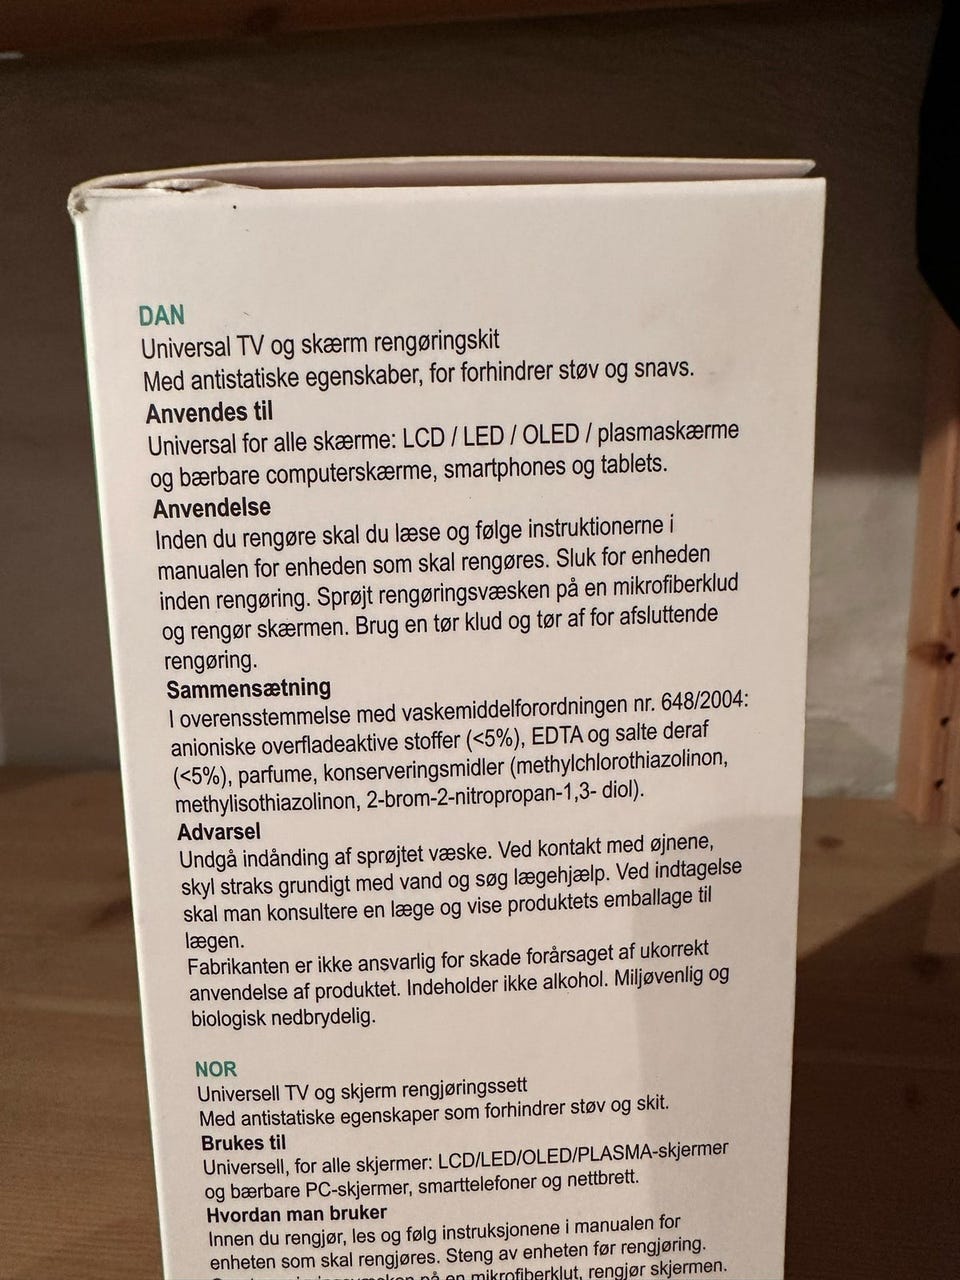 DAN
Universal TV og skærm rengøringskit
Med antistatiske egenskaber, for forhindrer støv og snavs.
Anvendes til
Universal for alle skærme: LCD / LED / OLED / plasmaskærme
og bærbare computerskærme, smartphones og tablets.
Anvendelse
Inden du rengøre skal du læse og følge instruktionerne i
manualen for enheden som skal rengøres. Sluk for enheden
inden rengøring. Sprøjt rengøringsvæsken på en mikrofiberklud
og rengør skærmen. Brug en tør klud og tør af for afsluttende
rengøring.
Sammensætning
I overensstemmelse med vaskemiddelforordningen nr. 648/2004:
anioniske overfladeaktive stoffer (<5%), EDTA og salte deraf
(<5%), parfume, konserveringsmidler (methylchlorothiazolinon,
methylisothiazolinon, 2-brom-2-nitropropan-1,3- diol).
Advarsel
Undgå indånding af sprøjtet væske. Ved kontakt med øjnene,
skyl straks grundigt med vand og søg lægehjælp. Ved indtagelse
skal man konsultere en læge og vise produktets emballage til
lægen.
Fabrikanten er ikke ansvarlig for skade forårsaget af ukorrekt
anvendelse af produktet. Indeholder ikke alkohol. Miljøvenlig og
biologisk nedbrydelig.
NOR
Universell TV og skjerm rengjøringssett
Med antistatiske egenskaper som forhindrer støv og skit.
Brukes til
Universell, for alle skjermer: LCD/LED/OLED/PLASMA-skjermer
og bærbare PC-skjermer, smarttelefoner og nettbrett.
Hvordan man bruker
Innen du rengjør, les og følg instruksjonene i manualen for
enheten som skal rengjøres. Steng av enheten før rengjøring.
på en mikrofiberklut, rengjør skjermen.